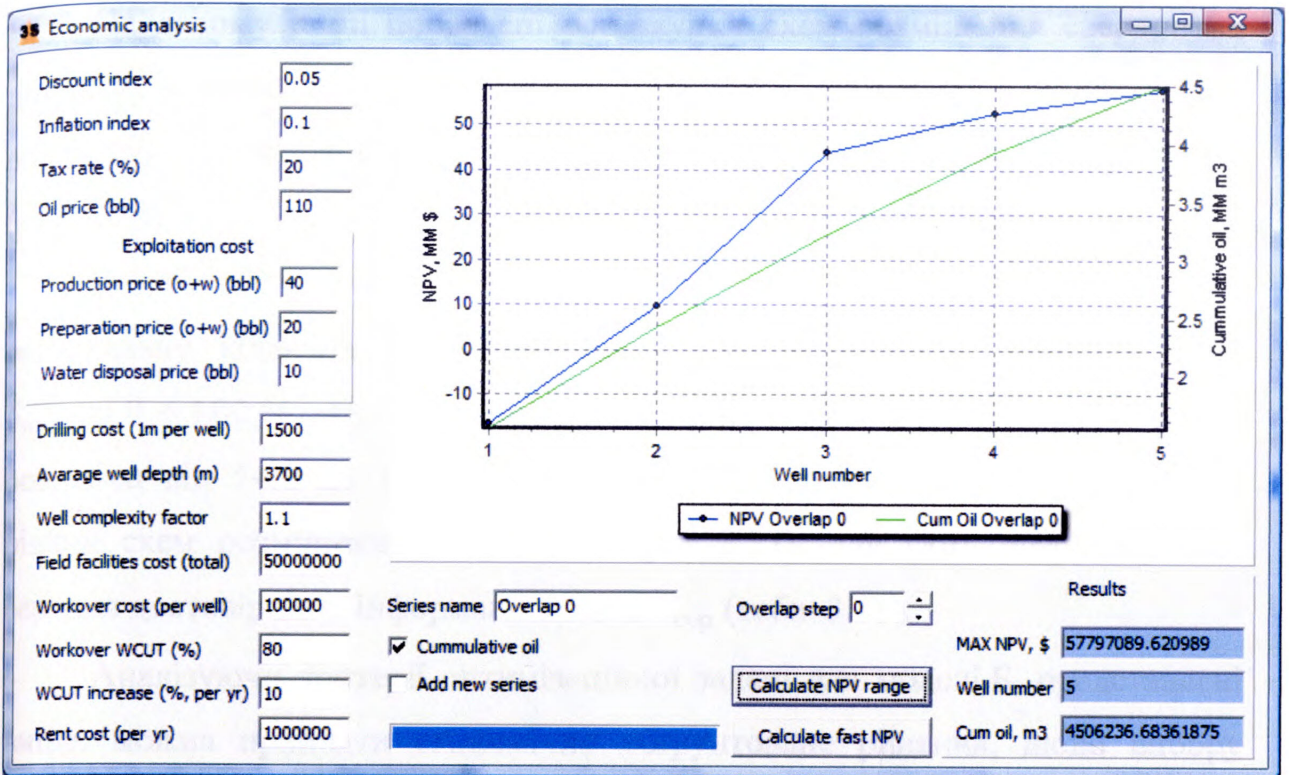 35 Economic analysis
Discount index 0.05
Inflation index 0.1
Tax rate (%) 20
Oil price (bbl) 110
Exploitation cost
Production price (o+w) (bbl) 40
Preparation price (o+w) (bbl) 20
Water disposal price (bbl) 10
Drilling cost (1m per well) 1500
Avarage well depth (m) 3700
Well complexity factor 1.1
Field facilities cost (total) 50000000
Workover cost (per well) 100000
Workover WCUT (%) 80
WCUT increase (%, per yr) 10
Rent cost (per yr) 1000000
NPV, MM $
50
40
30
20
10
0
-10
1 2 3 4 5
Well number
4.5
4
3.5
3
2.5
2
Cummulative oil, MM m3
NPV Overlap 0 Cum Oil Overlap 0
Series name Overlap 0
Overlap step 0
Cummulative oil
Add new series
Calculate NPV range
Calculate fast NPV
Results
MAX NPV, $ 57797089.620989
Well number 5
Cum oil, m3 4506236.68361875